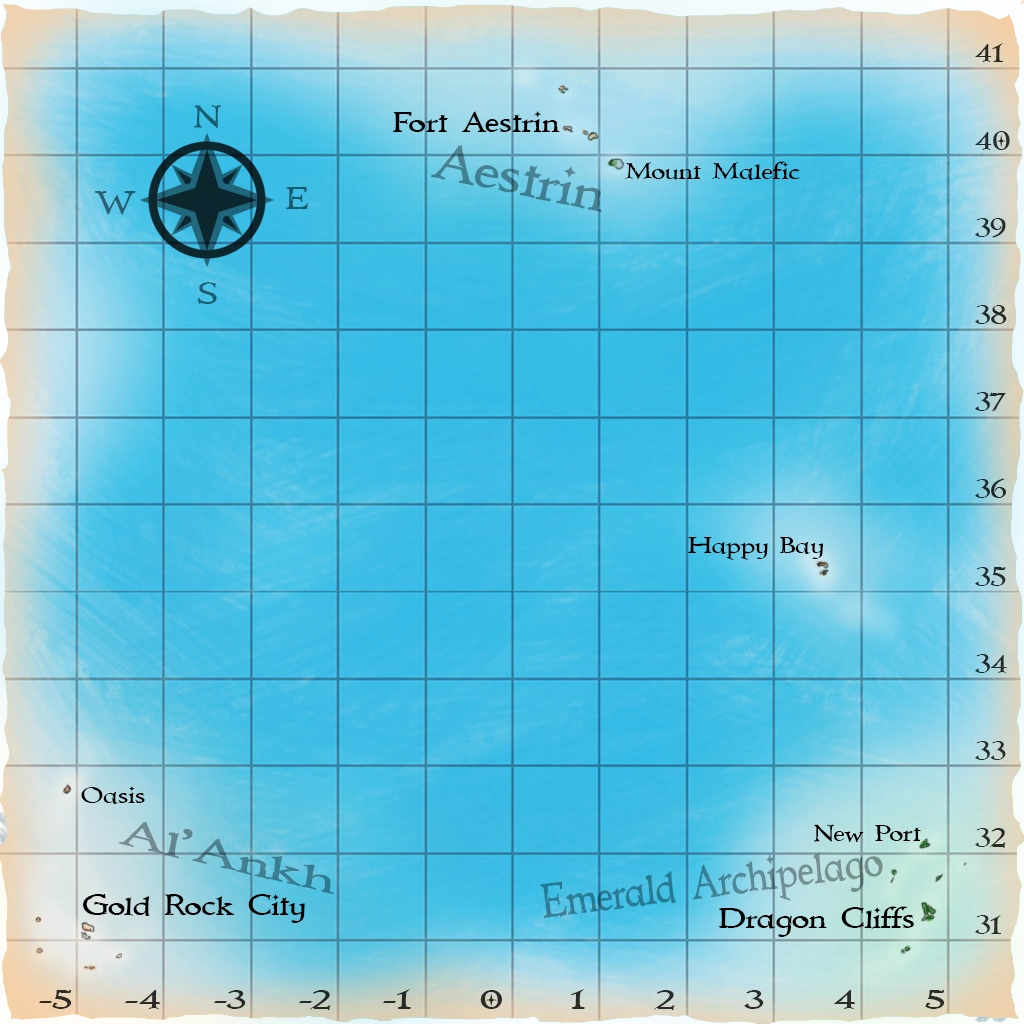 41
N
Fort Aestrin
40
Aestrin
Mount Malefic
W
E
39
S
38
37
36
Happy Bay
35
34
33
Oasis
New Port
32
Al'Ankh
Emerald Archipelago
Gold Rock City
Dragon Cliffs
31
-5 -4 -3 -2 -1 0 1 2 3 4 5